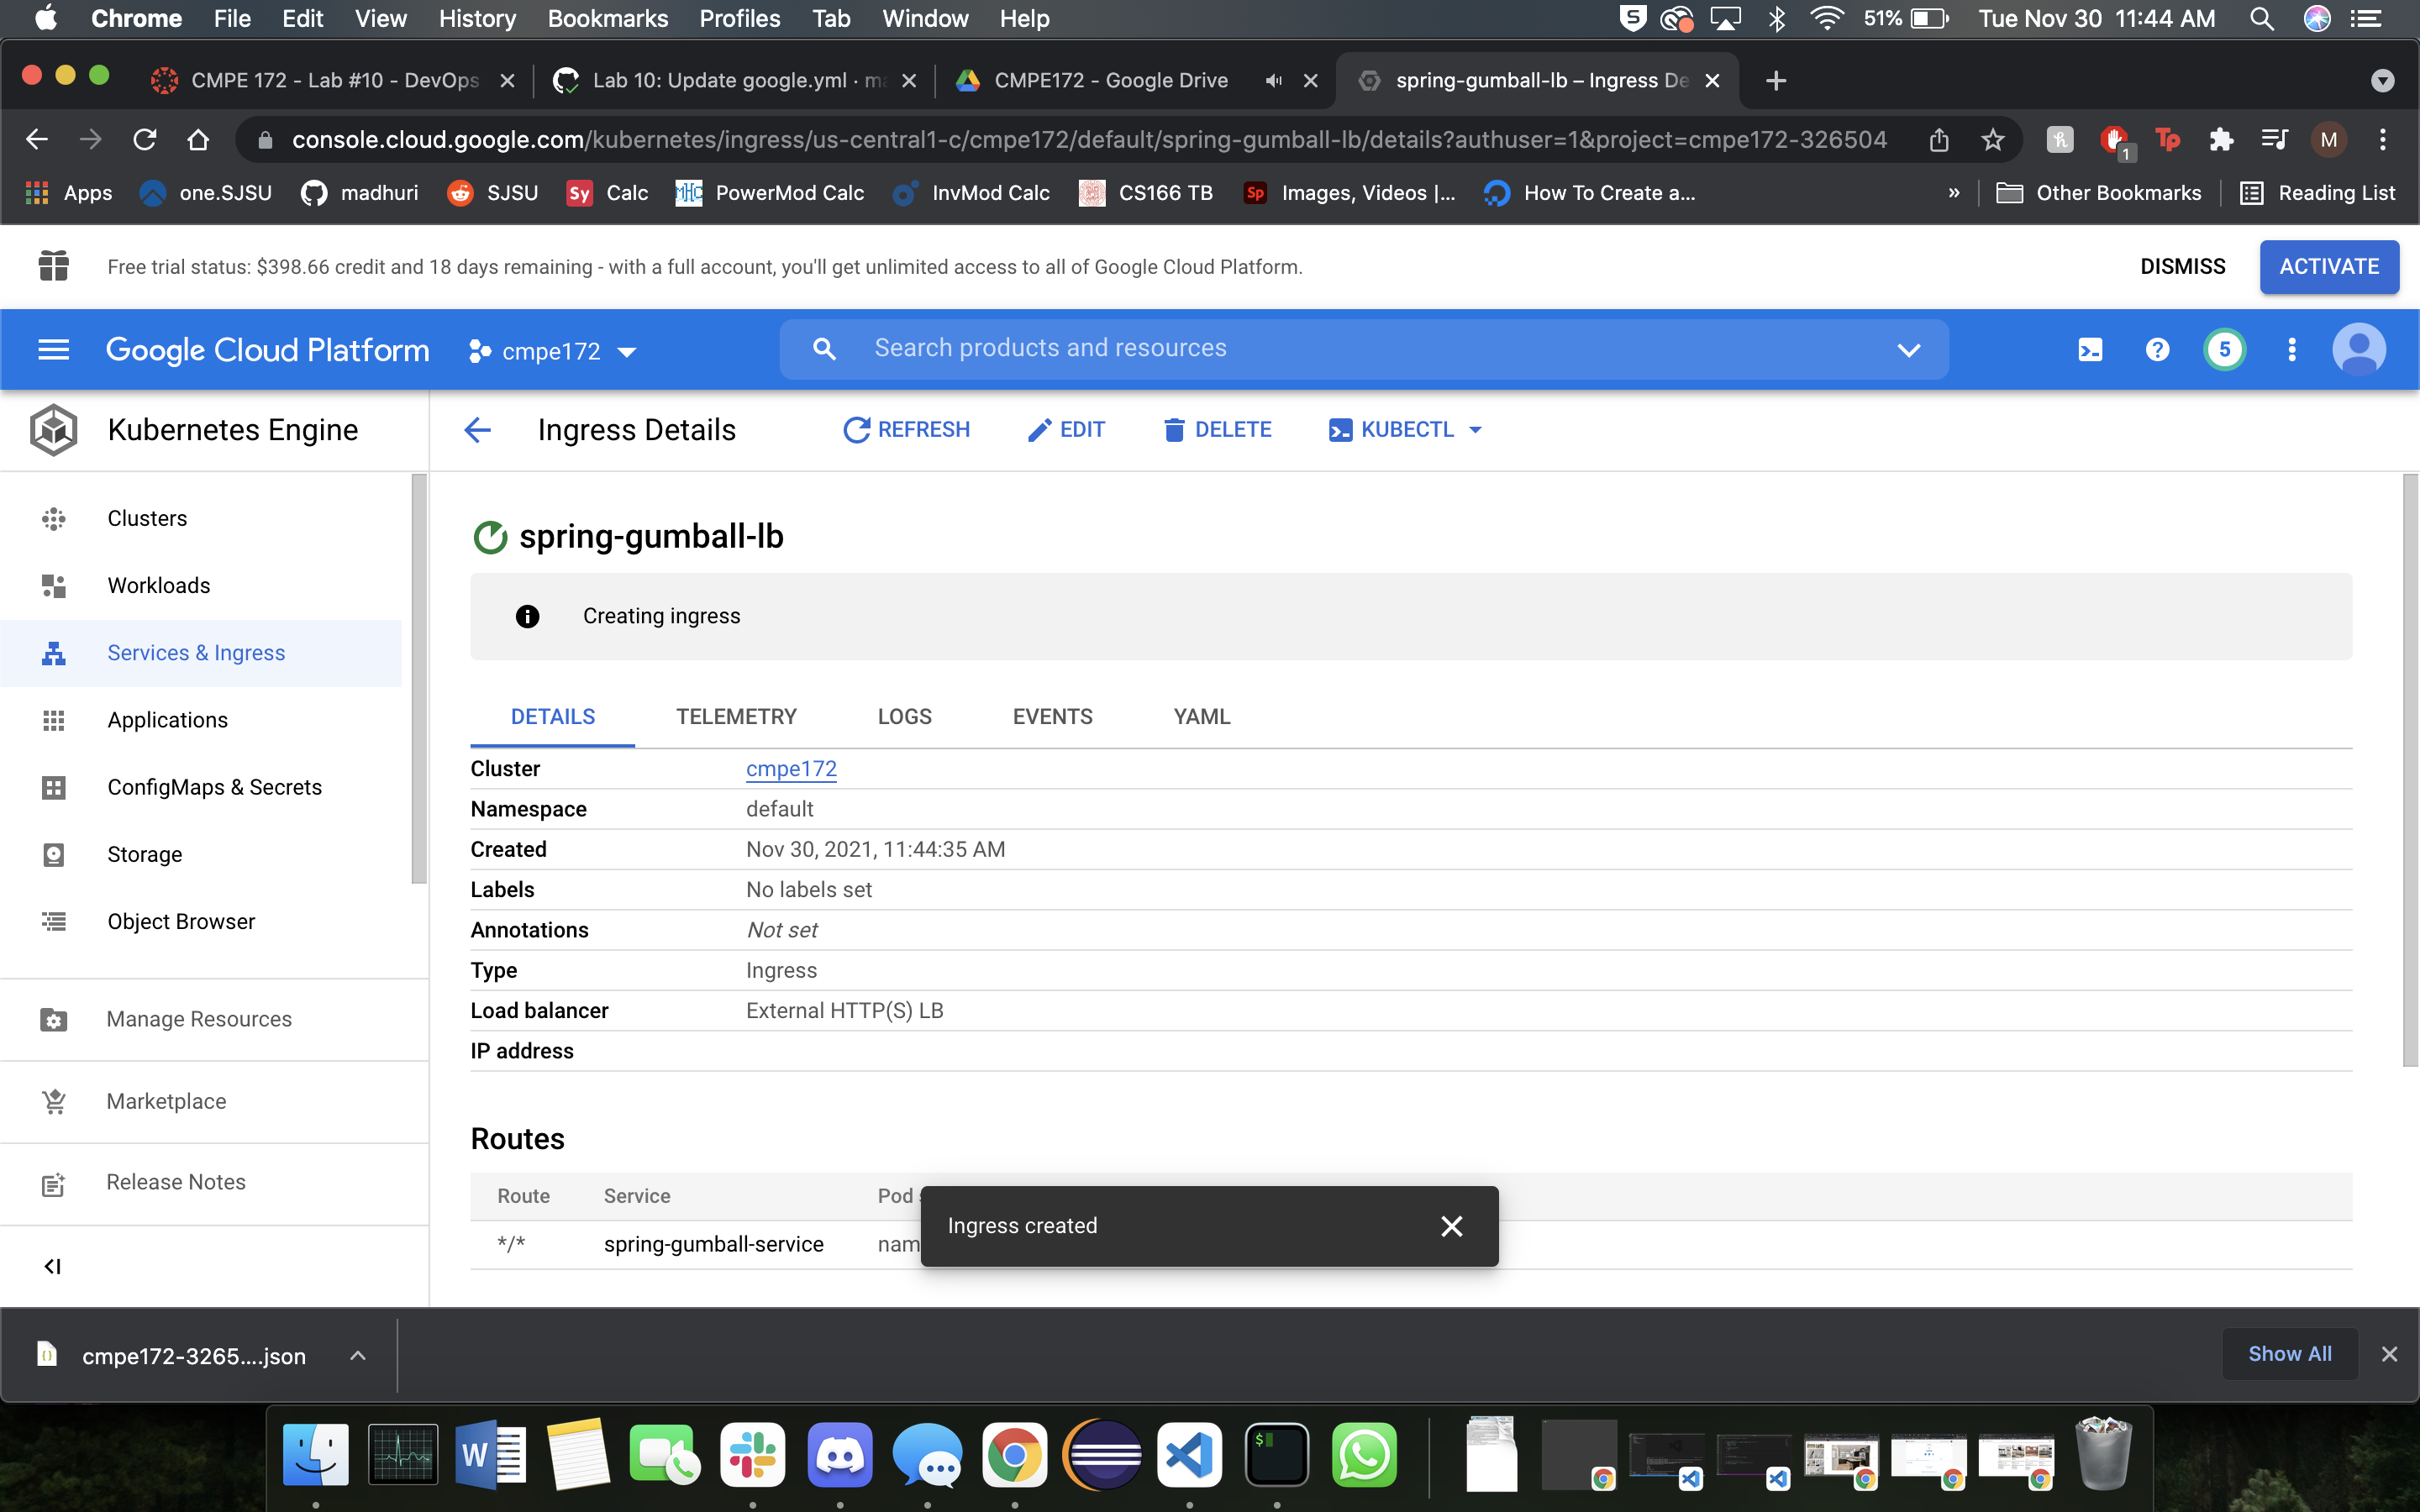 Chrome File Edit View History Bookmarks Profiles Tab Window Help 51% Tue Nov 30 11:44 AM
CMPE 172 - Lab #10 - DevOps Lab 10: Update google.yml · ma CMPE172 - Google Drive spring-gumball-lb – Ingress De
console.cloud.google.com/kubernetes/ingress/us-central1-c/cmpe172/default/spring-gumball-lb/details?authuser=1&project=cmpe172-326504 1 Tp M
Apps one.SJSU madhuri SJSU Sy Calc MHC PowerMod Calc InvMod Calc CS166 TB Sp Images, Videos |... How To Create a... » Other Bookmarks Reading List
Free trial status: $398.66 credit and 18 days remaining - with a full account, you'll get unlimited access to all of Google Cloud Platform. DISMISS ACTIVATE
Google Cloud Platform cmpe172 Search products and resources 5
Kubernetes Engine
Ingress Details REFRESH EDIT DELETE KUBECTL
Clusters
Workloads
Services & Ingress
Applications
ConfigMaps & Secrets
Storage
Object Browser
Manage Resources
Marketplace
Release Notes
spring-gumball-lb
Creating ingress
DETAILS TELEMETRY LOGS EVENTS YAML
Cluster cmpe172
Namespace default
Created Nov 30, 2021, 11:44:35 AM
Labels No labels set
Annotations Not set
Type Ingress
Load balancer External HTTP(S) LB
IP address
Routes
Route Service Pod
*/* spring-gumball-service nam
Ingress created
cmpe172-3265....json Show All
W
$